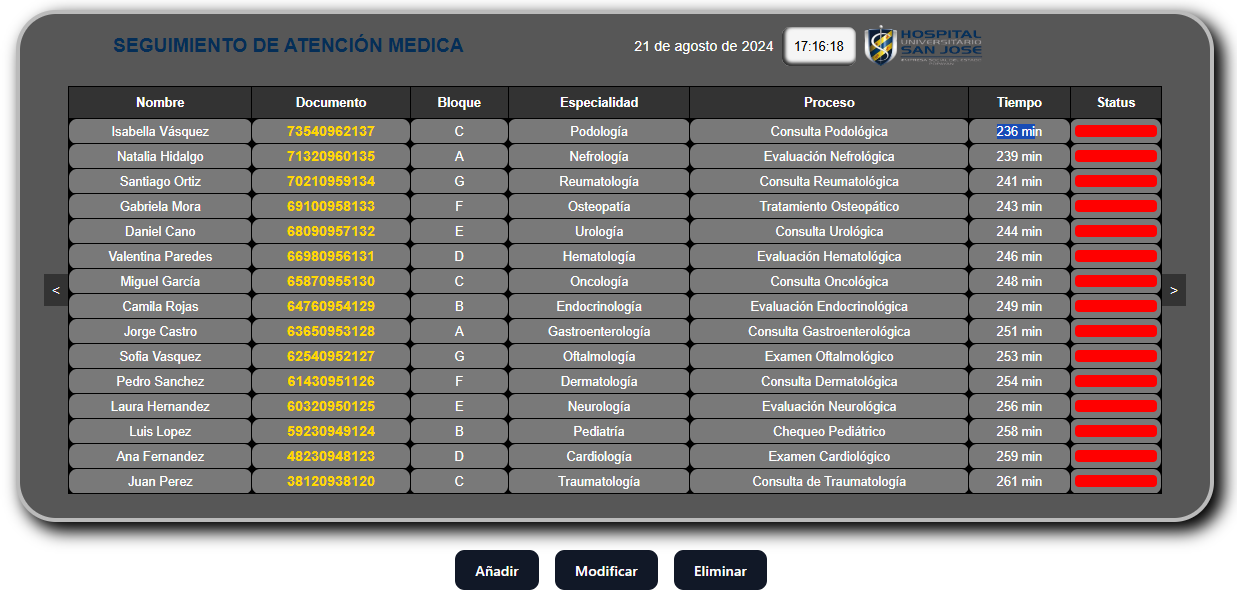 SEGUIMIENTO DE ATENCIÓN MEDICA
21 de agosto de 2024 17:16:18
HOSPITAL
UNIVERSITARIO
SAN JOSE
Nombre Documento Bloque Especialidad Proceso Tiempo Status
Isabella Vásquez 73540962137 C Podología Consulta Podológica 236 min
Natalia Hidalgo 71320960135 A Nefrología Evaluación Nefrológica 239 min
Santiago Ortiz 70210959134 G Reumatología Consulta Reumatológica 241 min
Gabriela Mora 69100958133 F Osteopatía Tratamiento Osteopático 243 min
Daniel Cano 68090957132 E Urología Consulta Urológica 244 min
Valentina Paredes 66980956131 D Hematología Evaluación Hematológica 246 min
Miguel García 65870955130 C Oncología Consulta Oncológica 248 min
< >
Camila Rojas 64760954129 B Endocrinología Evaluación Endocrinológica 249 min
Jorge Castro 63650953128 A Gastroenterología Consulta Gastroenterológica 251 min
Sofia Vasquez 62540952127 G Oftalmología Examen Oftalmológico 253 min
Pedro Sanchez 61430951126 F Dermatología Consulta Dermatológica 254 min
Laura Hernandez 60320950125 E Neurología Evaluación Neurológica 256 min
Luis Lopez 59230949124 B Pediatría Chequeo Pediátrico 258 min
Ana Fernandez 48230948123 D Cardiología Examen Cardiológico 259 min
Juan Perez 38120938120 C Traumatología Consulta de Traumatología 261 min
Añadir Modificar Eliminar